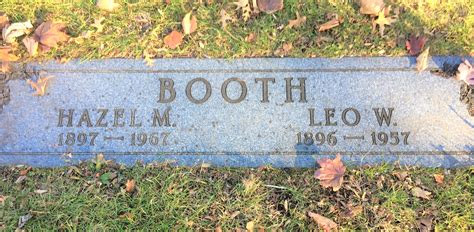 BOOTH
HAZEL M. LEO W.
1897 — 1967 1896 — 1957